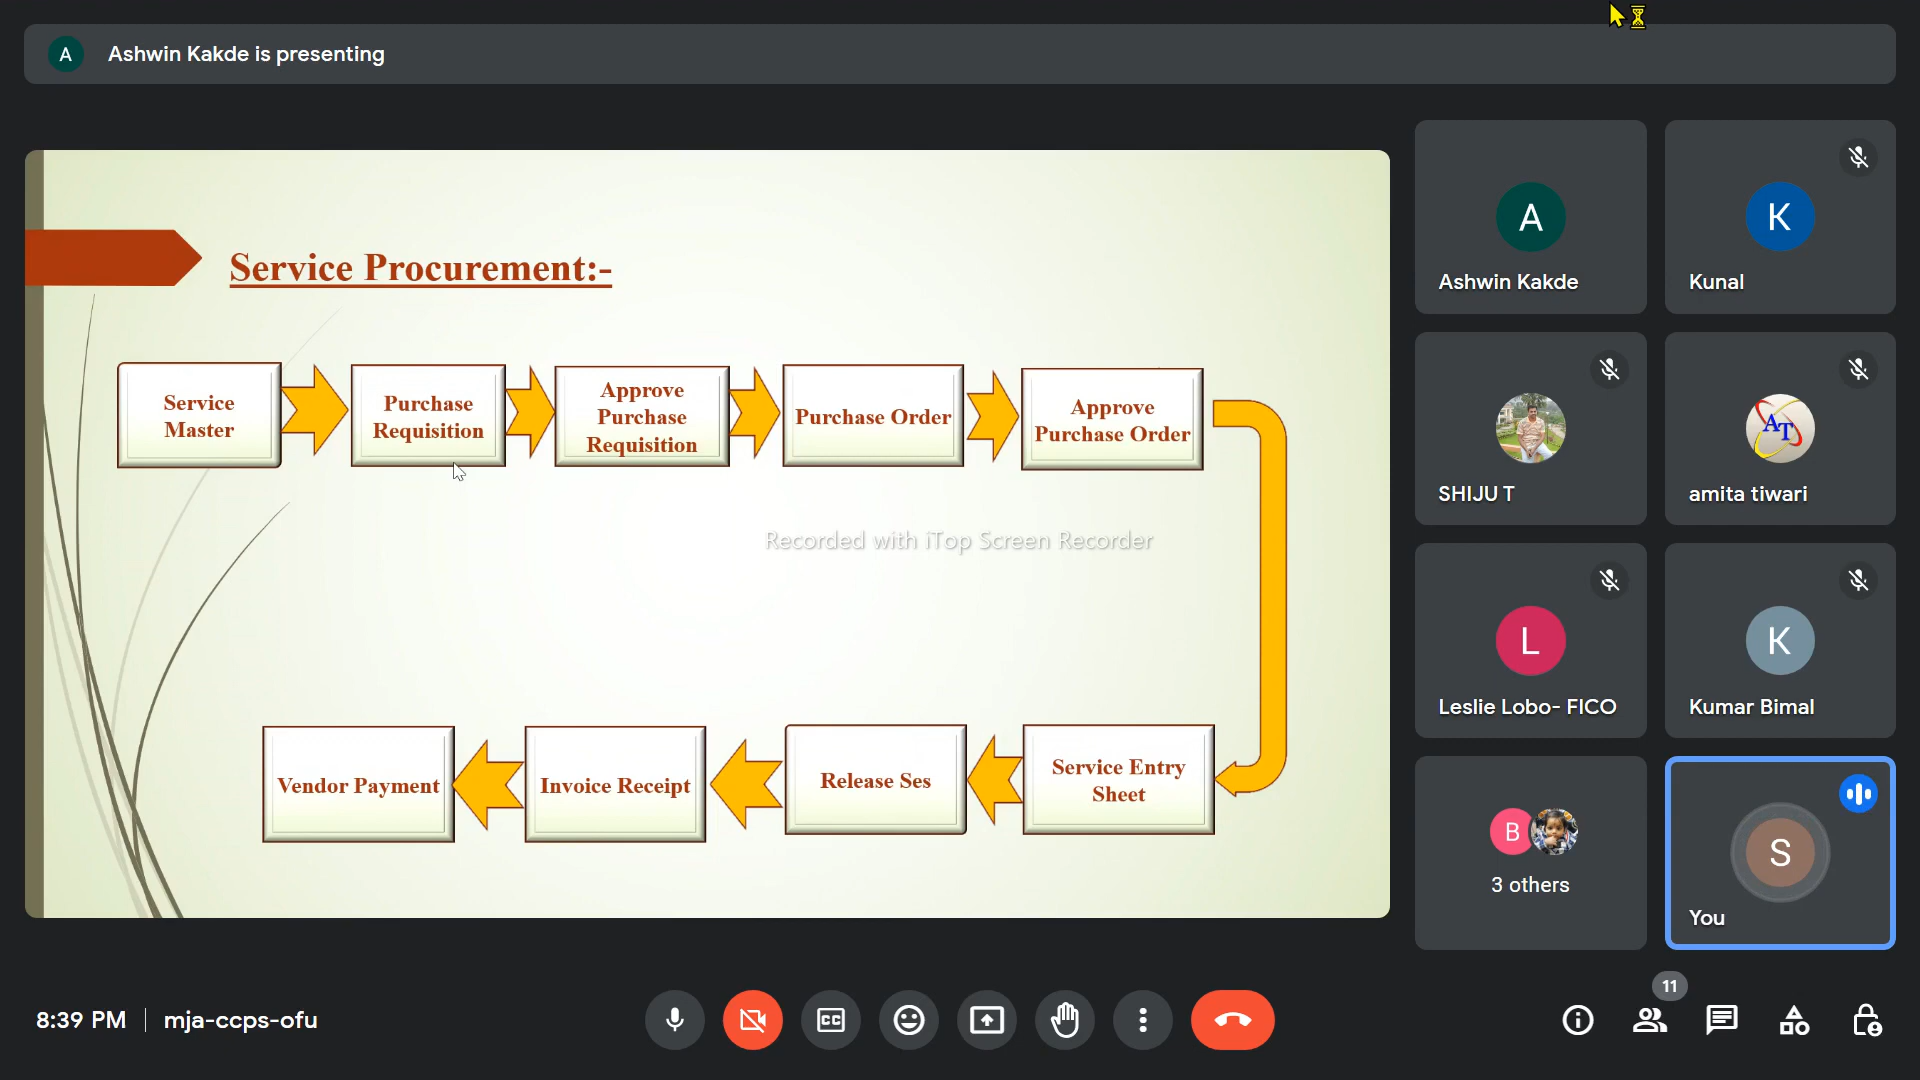 A Ashwin Kakde is presenting
Service Procurement:-
Service
Master
Purchase
Requisition
Approve
Purchase
Requisition
Purchase Order
Approve
Purchase Order
Recorded with iTop Screen Recorder
Vendor Payment
Invoice Receipt
Release Ses
Service Entry
Sheet
A
Ashwin Kakde
K
Kunal
SHIJU T
AT
amita tiwari
L
Leslie Lobo- FICO
K
Kumar Bimal
B
3 others
S
You
8:39 PM | mja-ccps-ofu
CC
11